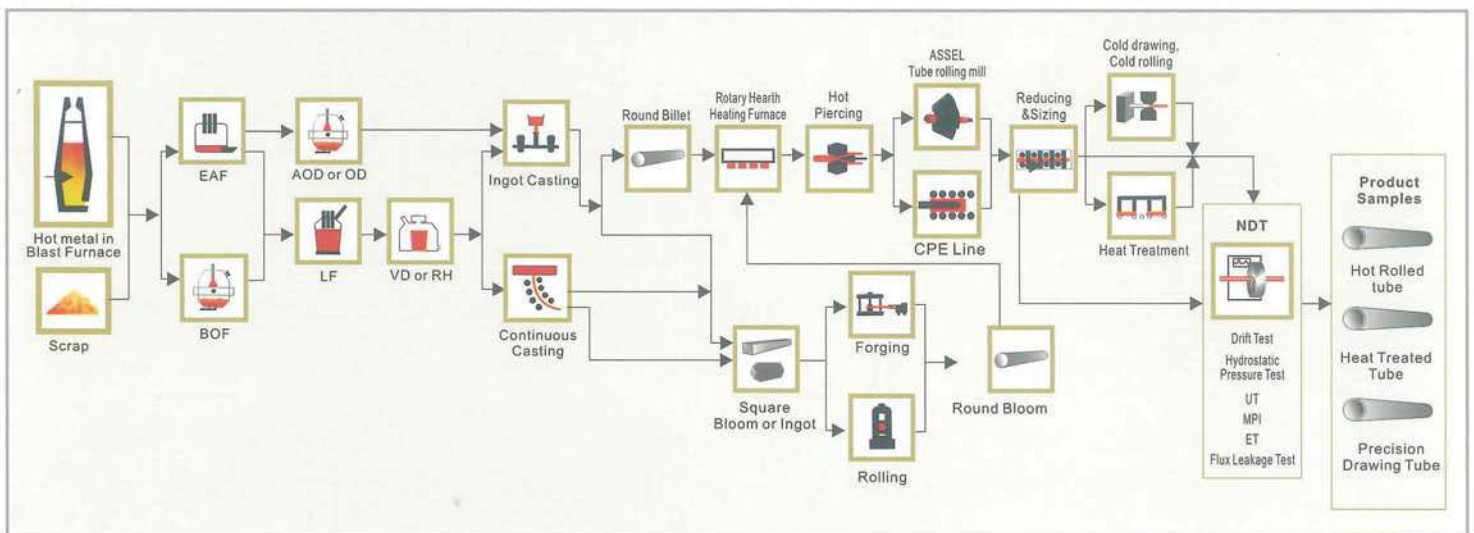 Hot metal in
Blast Furnace
Scrap
EAF
BOF
AOD or OD
LF
VD or RH
Ingot Casting
Continuous
Casting
Round Billet
Rotary Hearth
Heating Furnace
Hot
Piercing
ASSEL
Tube rolling mill
CPE Line
Reducing
&Sizing
Cold drawing,
Cold rolling
Heat Treatment
Square
Bloom or Ingot
Forging
Rolling
Round Bloom
NDT
Drift Test
Hydrostatic
Pressure Test
UT
MPI
ET
Flux Leakage Test
Product
Samples
Hot Rolled
tube
Heat Treated
Tube
Precision
Drawing Tube